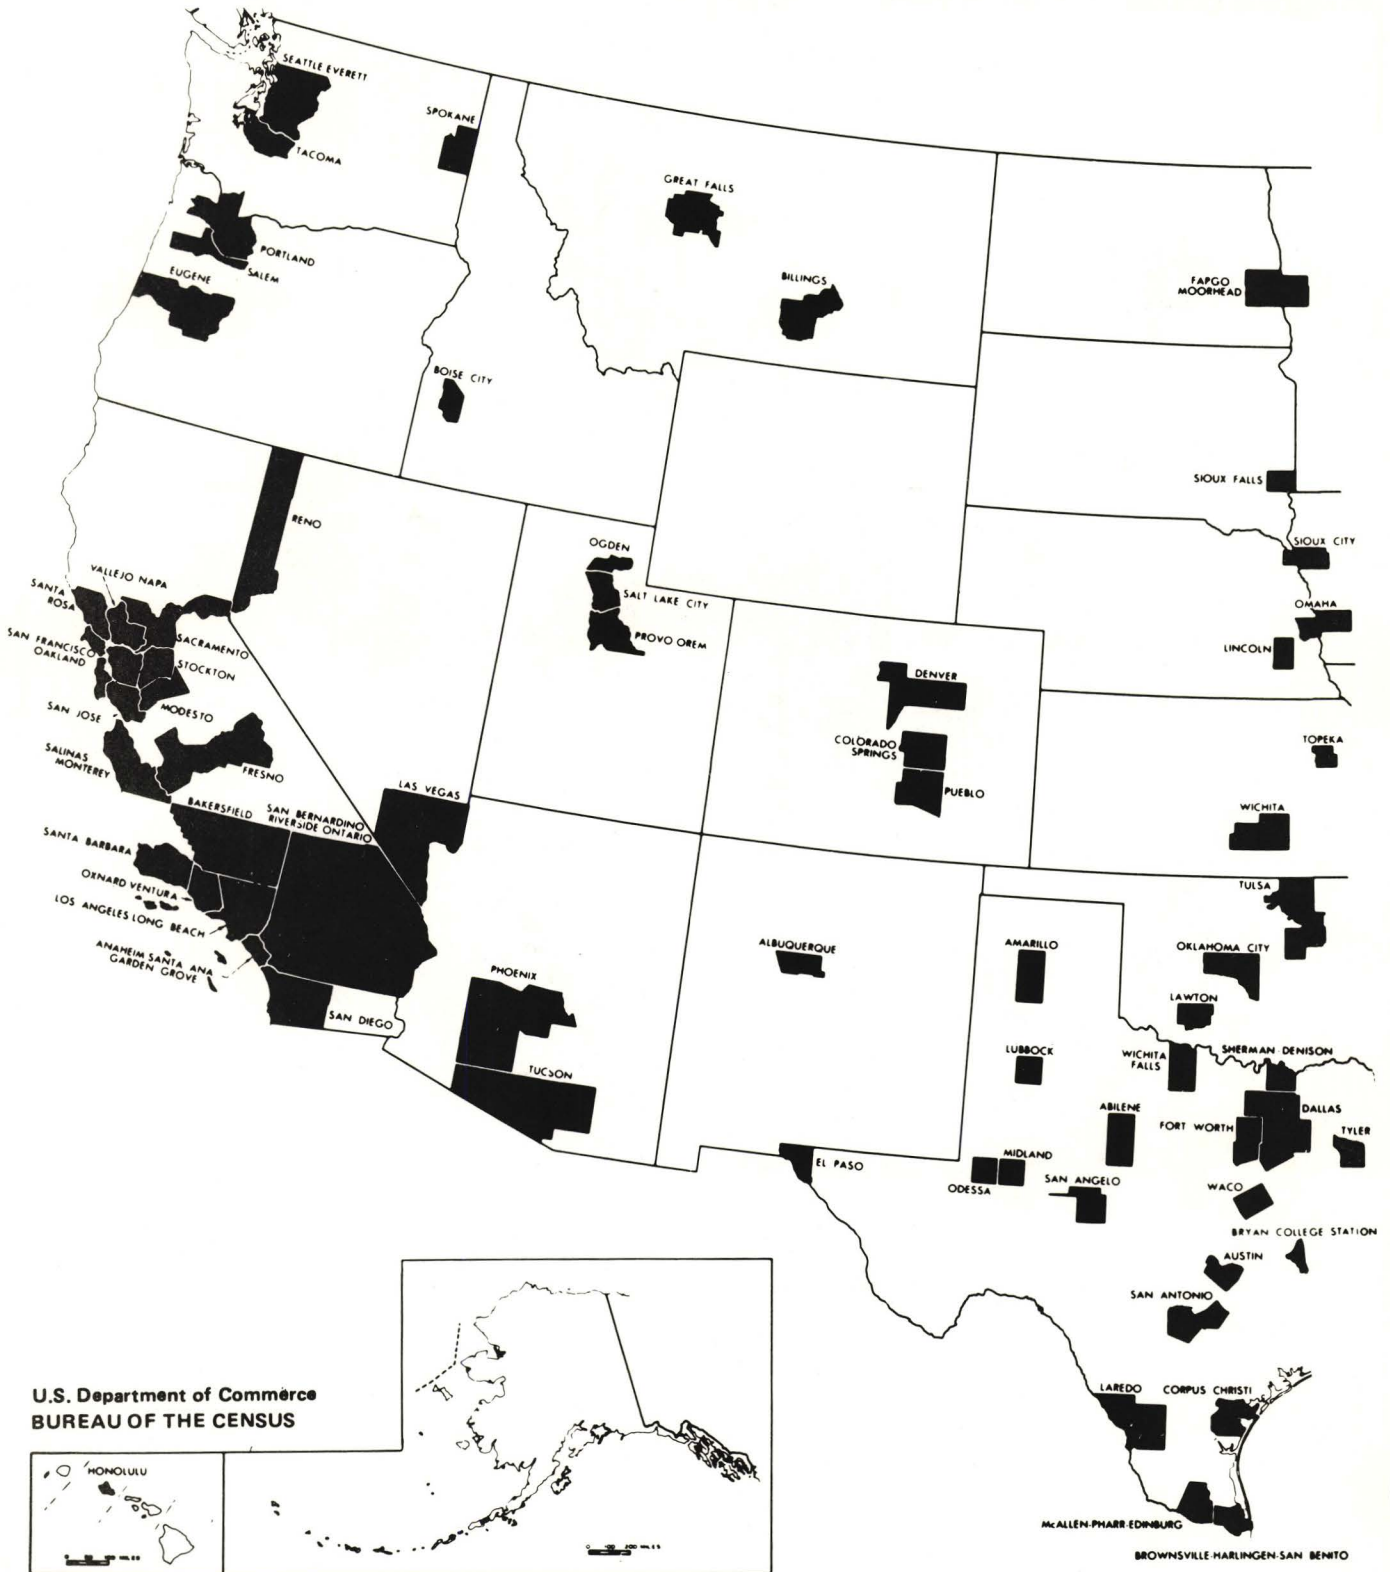 SEATTLE EVERETT
SPOKANE
TACOMA
GREAT FALLS
PORTLAND
SALEM
EUGENE
BILLINGS
FAPGO
MOORHEAD
BOISE CITY
SIOUX FALLS
RENO
OGDEN
SIOUX CITY
VALLEJO NAPA
SANTA
ROSA
SALT LAKE CITY
OMAHA
SAN FRANCISCO
OAKLAND
SACRAMENTO
PROVO OREM
LINCOLN
STOCKTON
DENVER
SAN JOSE
MODESTO
COLORADO
SPRINGS
TOPEKA
SALINAS
MONTEREY
FRESNO
LAS VEGAS
PUEBLO
BAKERSFIELD
SAN BERNARDINO
RIVERSIDE ONTARIO
WICHITA
SANTA BARBARA
OXNARD VENTURA
TULSA
LOS ANGELES LONG BEACH
ANAHEIM SANTA ANA
GARDEN GROVE
ALBUQUERQUE
AMARILLO
OKLAHOMA CITY
PHOENIX
LAWTON
SAN DIEGO
LUBBOCK
WICHITA
FALLS
SHERMAN-DENISON
TUCSON
ABILENE
DALLAS
FORT WORTH
TYLER
EL PASO
MIDLAND
ODESSA
SAN ANGELO
WACO
BRYAN COLLEGE STATION
AUSTIN
SAN ANTONIO
U.S. Department of Commerce
BUREAU OF THE CENSUS
LAREDO
CORPUS CHRISTI
HONOLULU
McALLEN-PHARR-EDINBURG
BROWNSVILLE-HARLINGEN-SAN BENITO
0 100 200 MILES